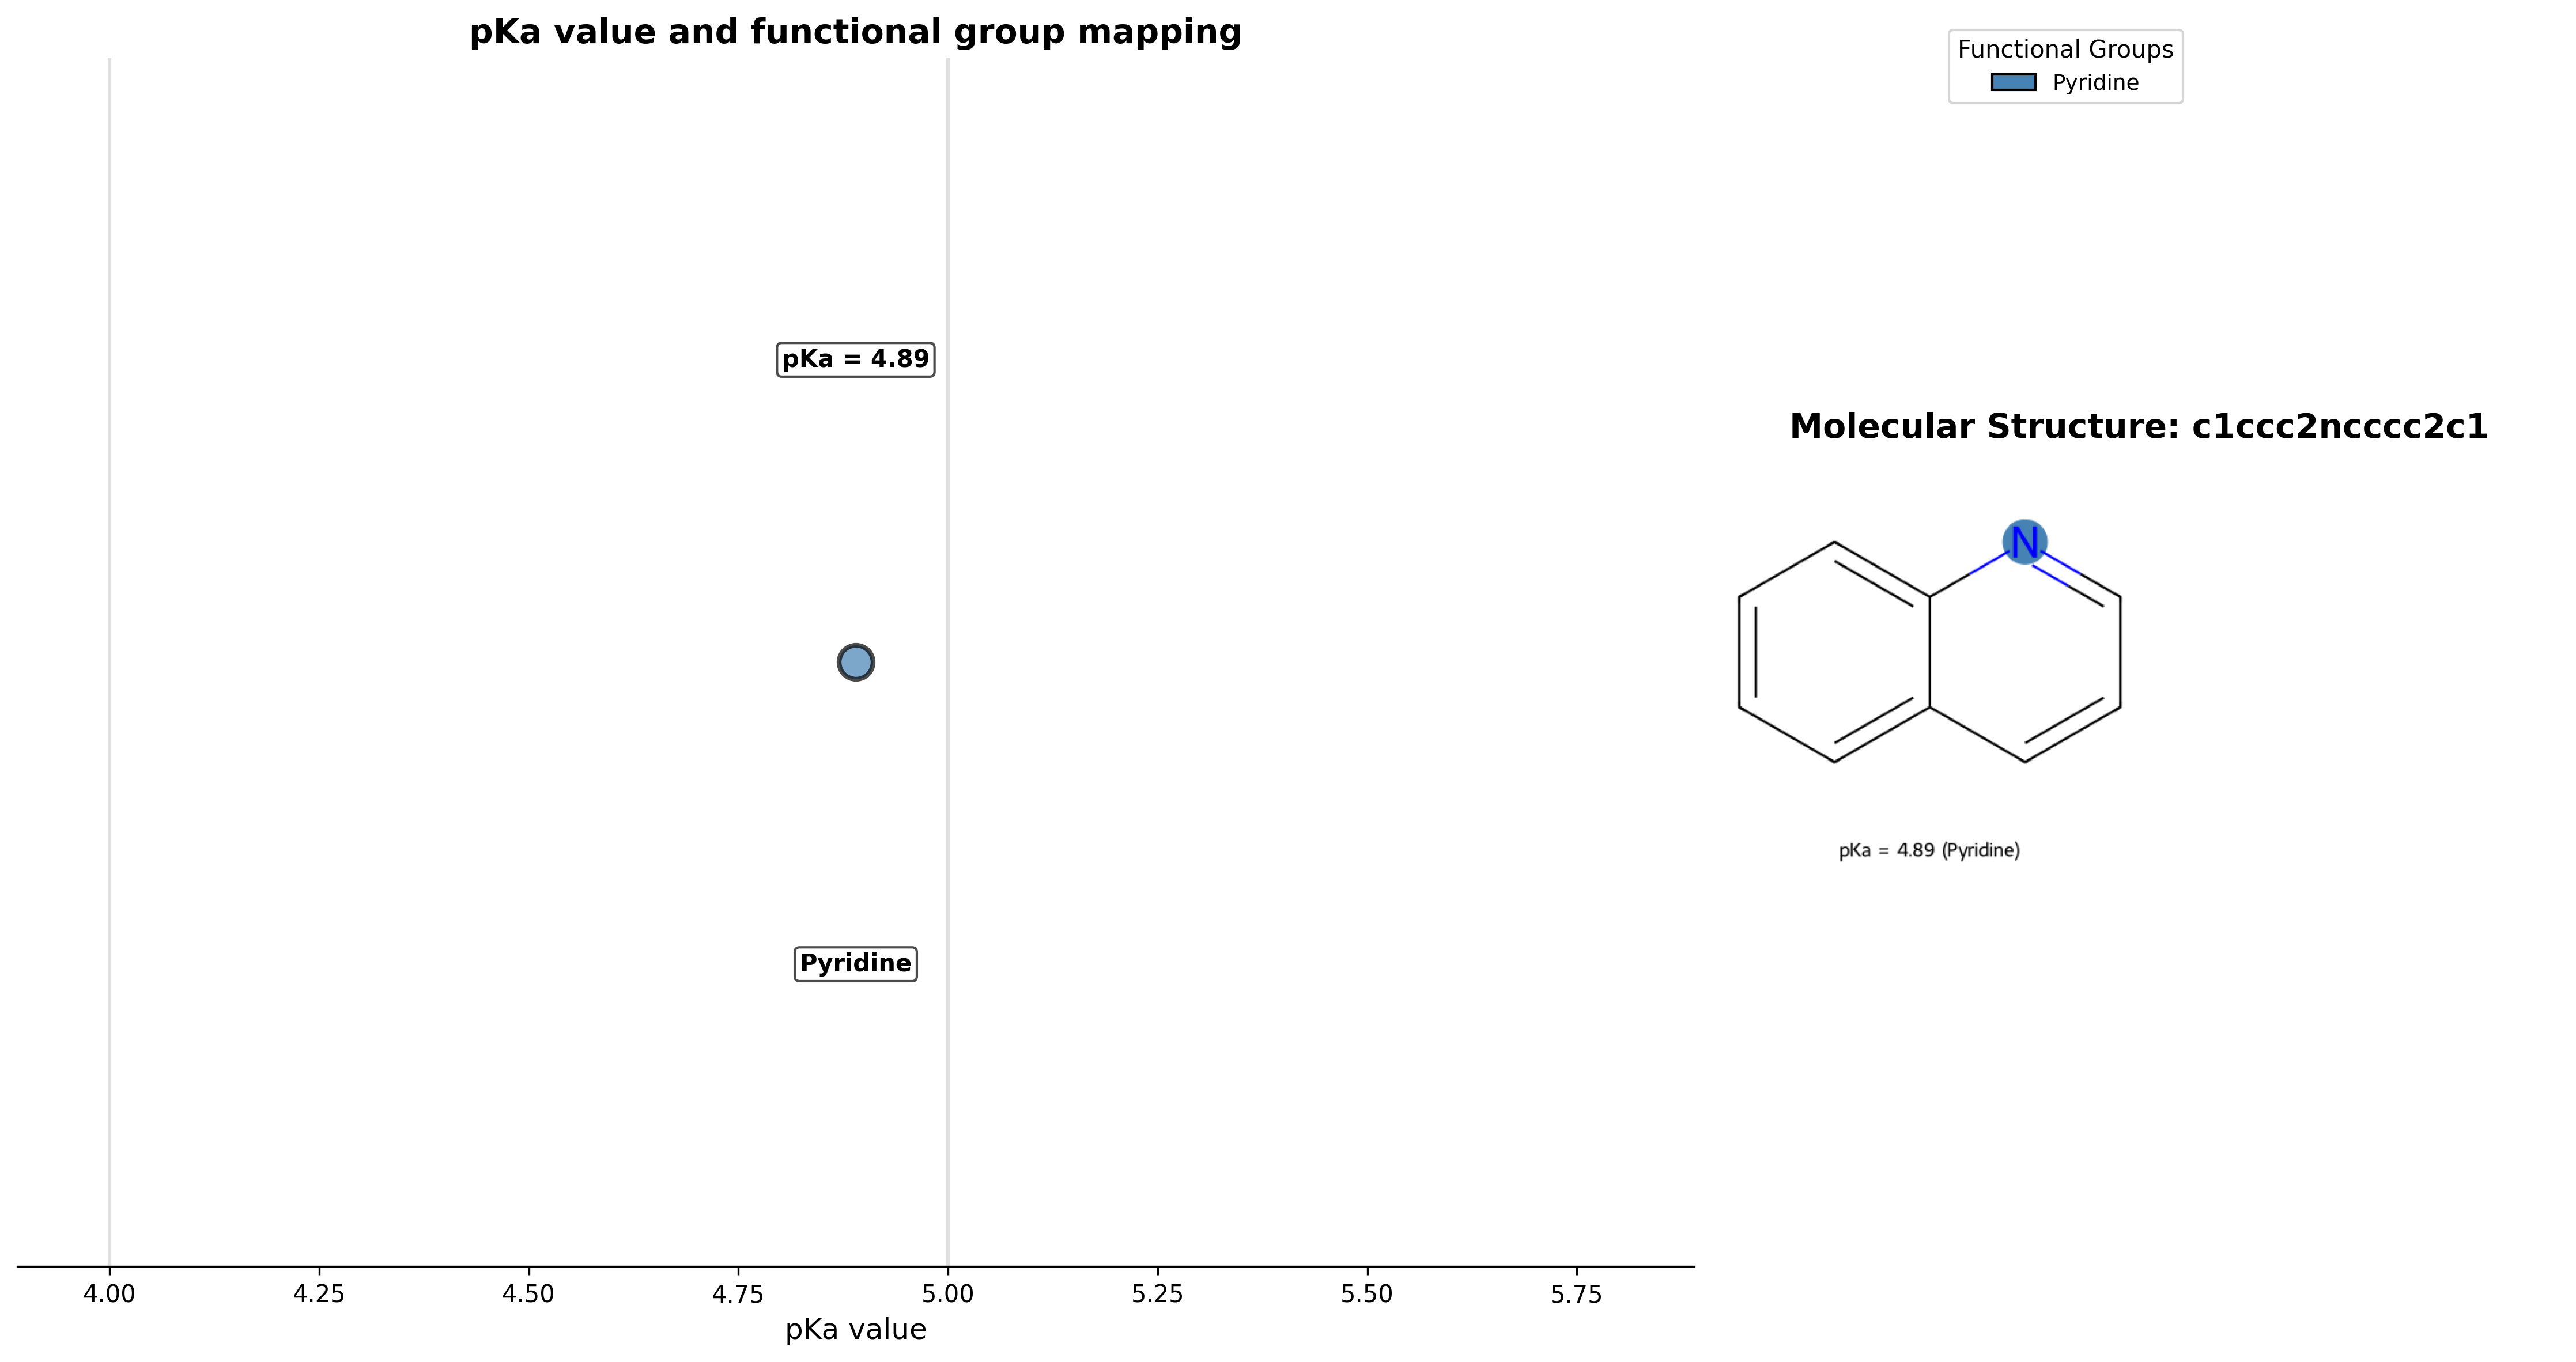 pKa value and functional group mapping
Functional Groups
Pyridine
pKa = 4.89
Pyridine
4.00 4.25 4.50 4.75 5.00 5.25 5.50 5.75
pKa value
Molecular Structure: c1ccc2ncccc2c1
N
pKa = 4.89 (Pyridine)